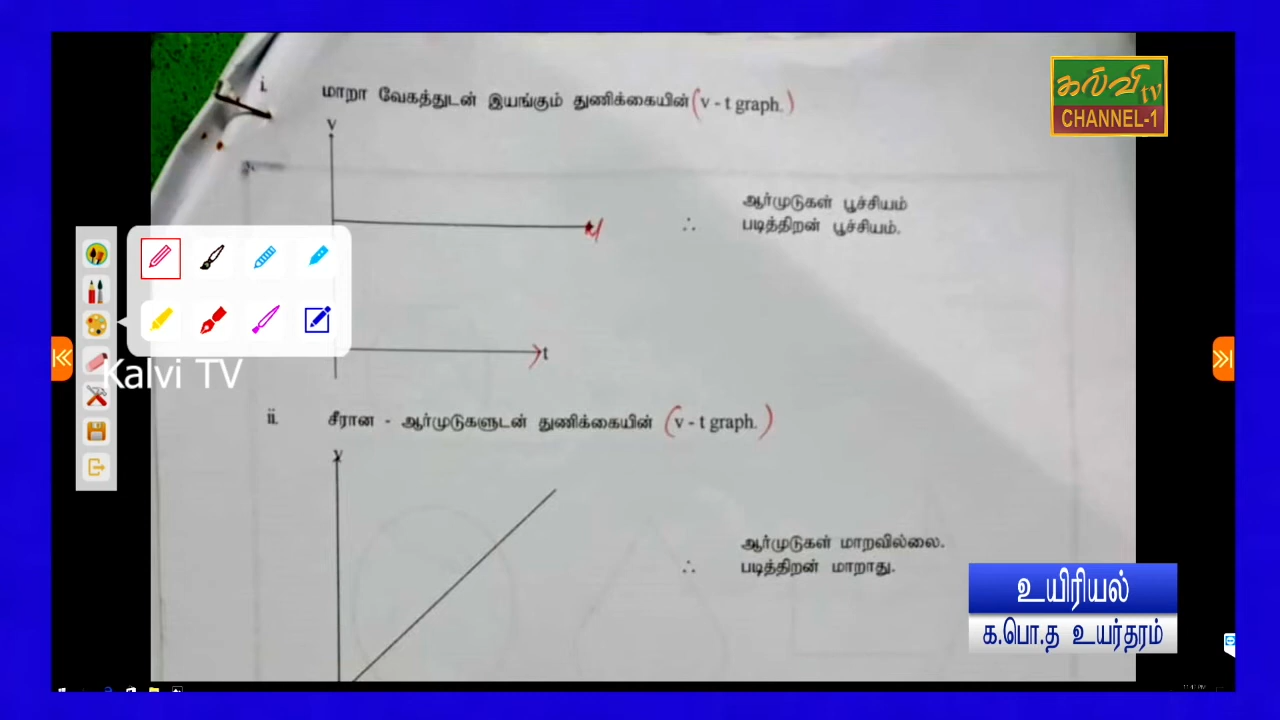 i. மாறா வேகத்துடன் இயங்கும் துணிக்கையின் (v - t graph.)
கல்வி tv
CHANNEL-1
v
ஆர்முடுகள் பூச்சியம்
∴ படித்திறன் பூச்சியம்.
t
Kalvi TV
ii. சீரான - ஆர்முடுகளுடன் துணிக்கையின் (v - t graph.)
v
ஆர்முடுகள் மாறவில்லை.
∴ படித்திறன் மாறாது.
உயிரியல்
க.பொ.த உயர்தரம்